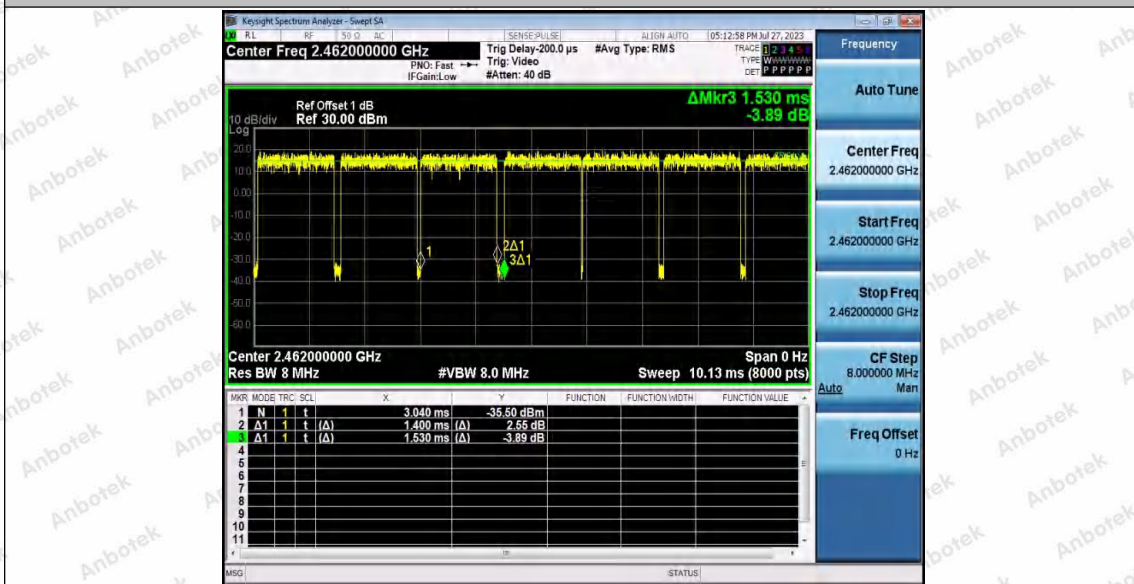 Keysight Spectrum Analyzer - Swept SA
RL RF 50 Ω AC SENSE:PULSE ALIGN AUTO 05:12:58 PM Jul 27, 2023
Center Freq 2.462000000 GHz
Trig Delay-200.0 µs #Avg Type: RMS
TRACE 1 2 3 4 5 6
PNO: Fast Trig: Video
TYPE WWWWWW
IFGain:Low #Atten: 40 dB
DET P P P P P P
Frequency
Auto Tune
Center Freq
2.462000000 GHz
Start Freq
2.462000000 GHz
Stop Freq
2.462000000 GHz
CF Step
8.000000 MHz
Auto Man
Freq Offset
0 Hz
ΔMkr3 1.530 ms
-3.89 dB
Ref Offset 1 dB
10 dB/div Ref 30.00 dBm
Log
20.0
10.0
0.00
-10.0
-20.0
-30.0
-40.0
-50.0
-60.0
1
2Δ1
3Δ1
Center 2.462000000 GHz Span 0 Hz
Res BW 8 MHz #VBW 8.0 MHz Sweep 10.13 ms (8000 pts)
MKR MODE TRC SCL X Y FUNCTION FUNCTION WIDTH FUNCTION VALUE
1 N 1 t 3.040 ms -35.50 dBm
2 Δ1 1 t (Δ) 1.400 ms (Δ) 2.55 dB
3 Δ1 1 t (Δ) 1.530 ms (Δ) -3.89 dB
4
5
6
7
8
9
10
11
MSG STATUS
Anbotek